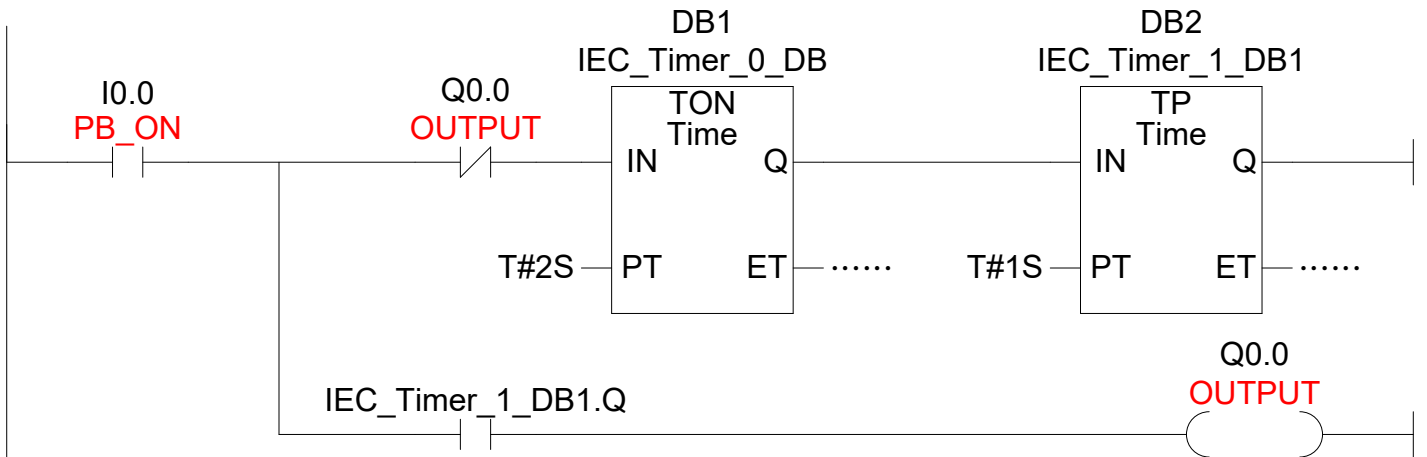 DB1
IEC_Timer_0_DB
DB2
IEC_Timer_1_DB1
I0.0
PB_ON
Q0.0
OUTPUT
TON
Time
IN
Q
T#2S
PT
ET
......
TP
Time
IN
Q
T#1S
PT
ET
......
IEC_Timer_1_DB1.Q
Q0.0
OUTPUT